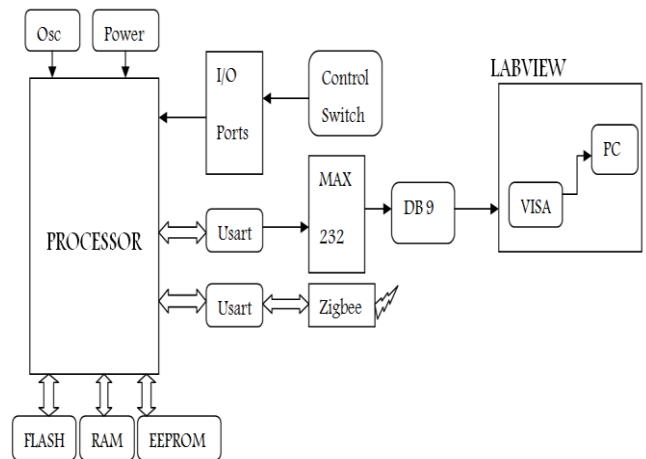 Osc
Power
I/O
Ports
Control
Switch
LABVIEW
PC
VISA
MAX
232
DB 9
PROCESSOR
Usart
Usart
Zigbee
FLASH
RAM
EEPROM